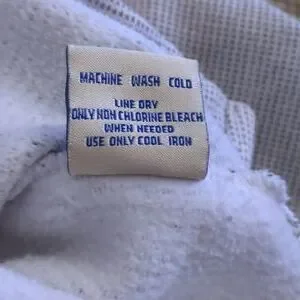 MACHINE WASH COLD
LINE DRY
ONLY NON CHLORINE BLEACH
WHEN NEEDED
USE ONLY COOL IRON